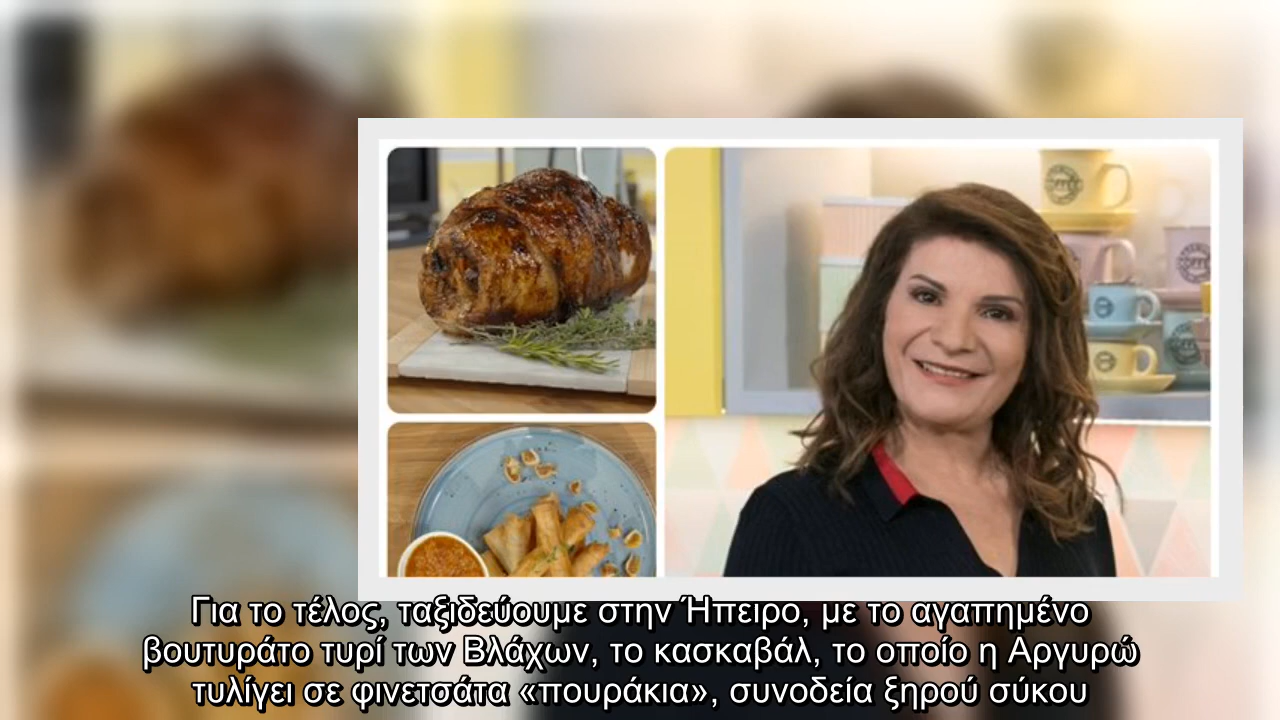 Για το τέλος, ταξιδεύουμε στην Ήπειρο, με το αγαπημένο
βουτυράτο τυρί των Βλάχων, το κασκαβάλ, το οποίο η Αργυρώ
τυλίγει σε φινετσάτα «πουράκια», συνοδεία ξηρού σύκου